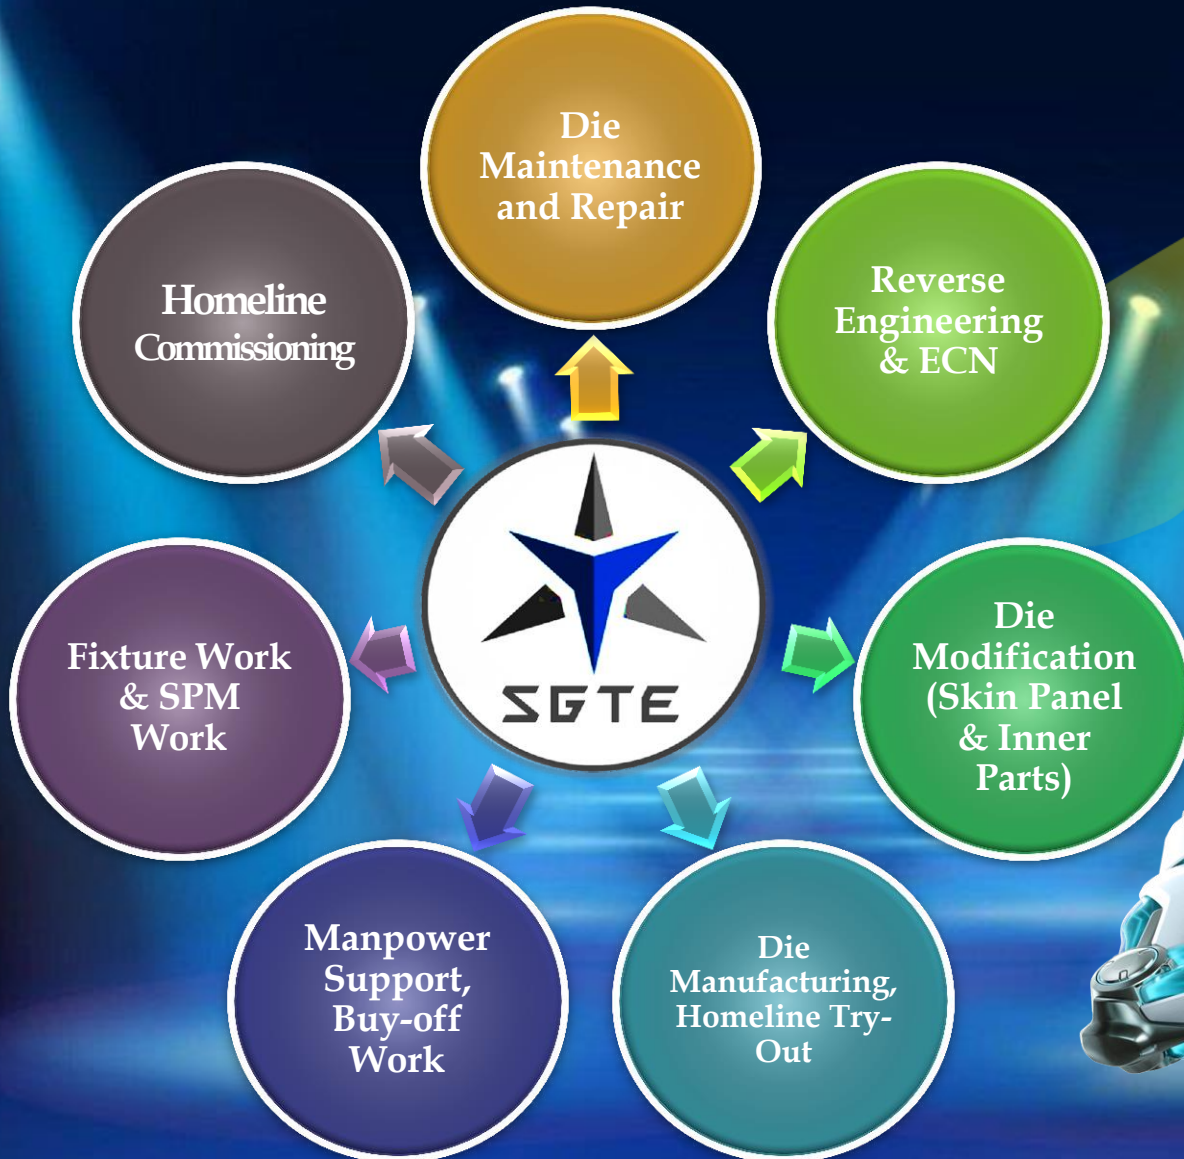 Die
Maintenance
and Repair
Reverse
Engineering
& ECN
Die
Modification
(Skin Panel
& Inner
Parts)
Die
Manufacturing,
Homeline Try-
Out
Manpower
Support,
Buy-off
Work
Fixture Work
& SPM
Work
Homeline
Commissioning
SGTE